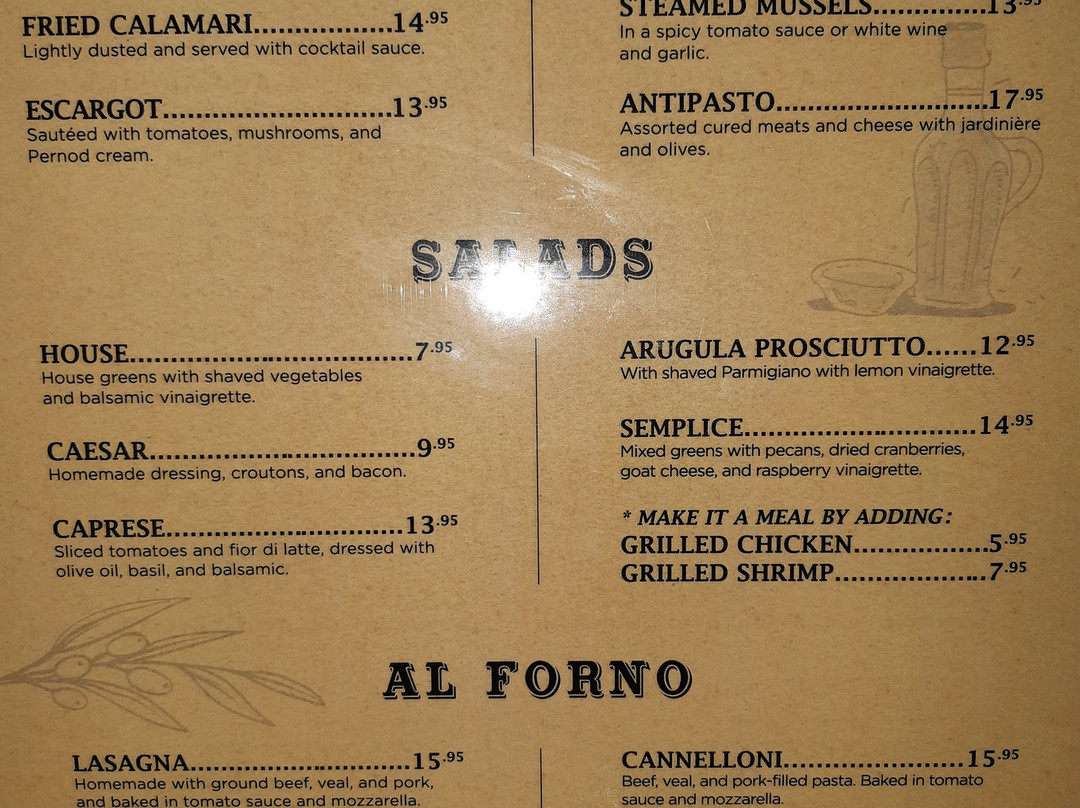 FRIED CALAMARI..................14.95
Lightly dusted and served with cocktail sauce.
ESCARGOT..............................13.95
Sautéed with tomatoes, mushrooms, and
Pernod cream.
STEAMED MUSSELS...............13.95
In a spicy tomato sauce or white wine
and garlic.
ANTIPASTO............................17.95
Assorted cured meats and cheese with jardinière
and olives.
SALADS
HOUSE.....................................7.95
House greens with shaved vegetables
and balsamic vinaigrette.
CAESAR...................................9.95
Homemade dressing, croutons, and bacon.
CAPRESE...............................13.95
Sliced tomatoes and fior di latte, dressed with
olive oil, basil, and balsamic.
ARUGULA PROSCIUTTO......12.95
With shaved Parmigiano with lemon vinaigrette.
SEMPLICE..............................14.95
Mixed greens with pecans, dried cranberries,
goat cheese, and raspberry vinaigrette.
* MAKE IT A MEAL BY ADDING:
GRILLED CHICKEN.................5.95
GRILLED SHRIMP...................7.95
AL FORNO
LASAGNA..............................15.95
Homemade with ground beef, veal, and pork,
and baked in tomato sauce and mozzarella.
CANNELLONI........................15.95
Beef, veal, and pork-filled pasta. Baked in tomato
sauce and mozzarella.